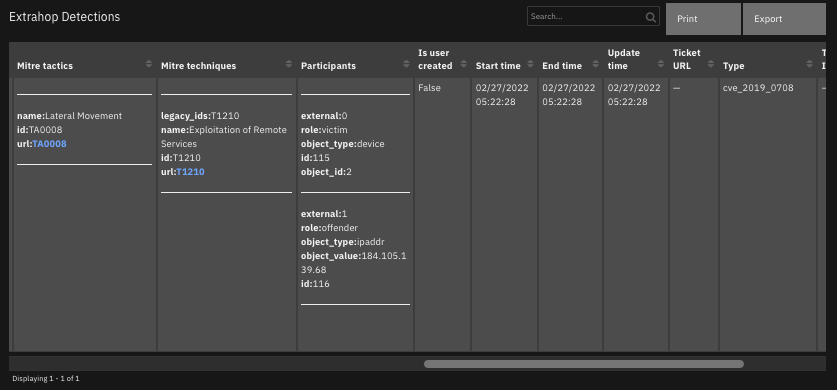 Extrahop Detections
Search...
Print
Export
Mitre tactics
Mitre techniques
Participants
Is user
created
Start time
End time
Update
time
Ticket
URL
Type
name:Lateral Movement
id:TA0008
url:TA0008
legacy_ids:T1210
name:Exploitation of Remote
Services
id:T1210
url:T1210
external:0
role:victim
object_type:device
id:115
object_id:2
external:1
role:offender
object_type:ipaddr
object_value:184.105.1
39.68
id:116
False
02/27/2022
05:22:28
02/27/2022
05:22:28
02/27/2022
05:22:28
—
cve_2019_0708
Displaying 1 - 1 of 1